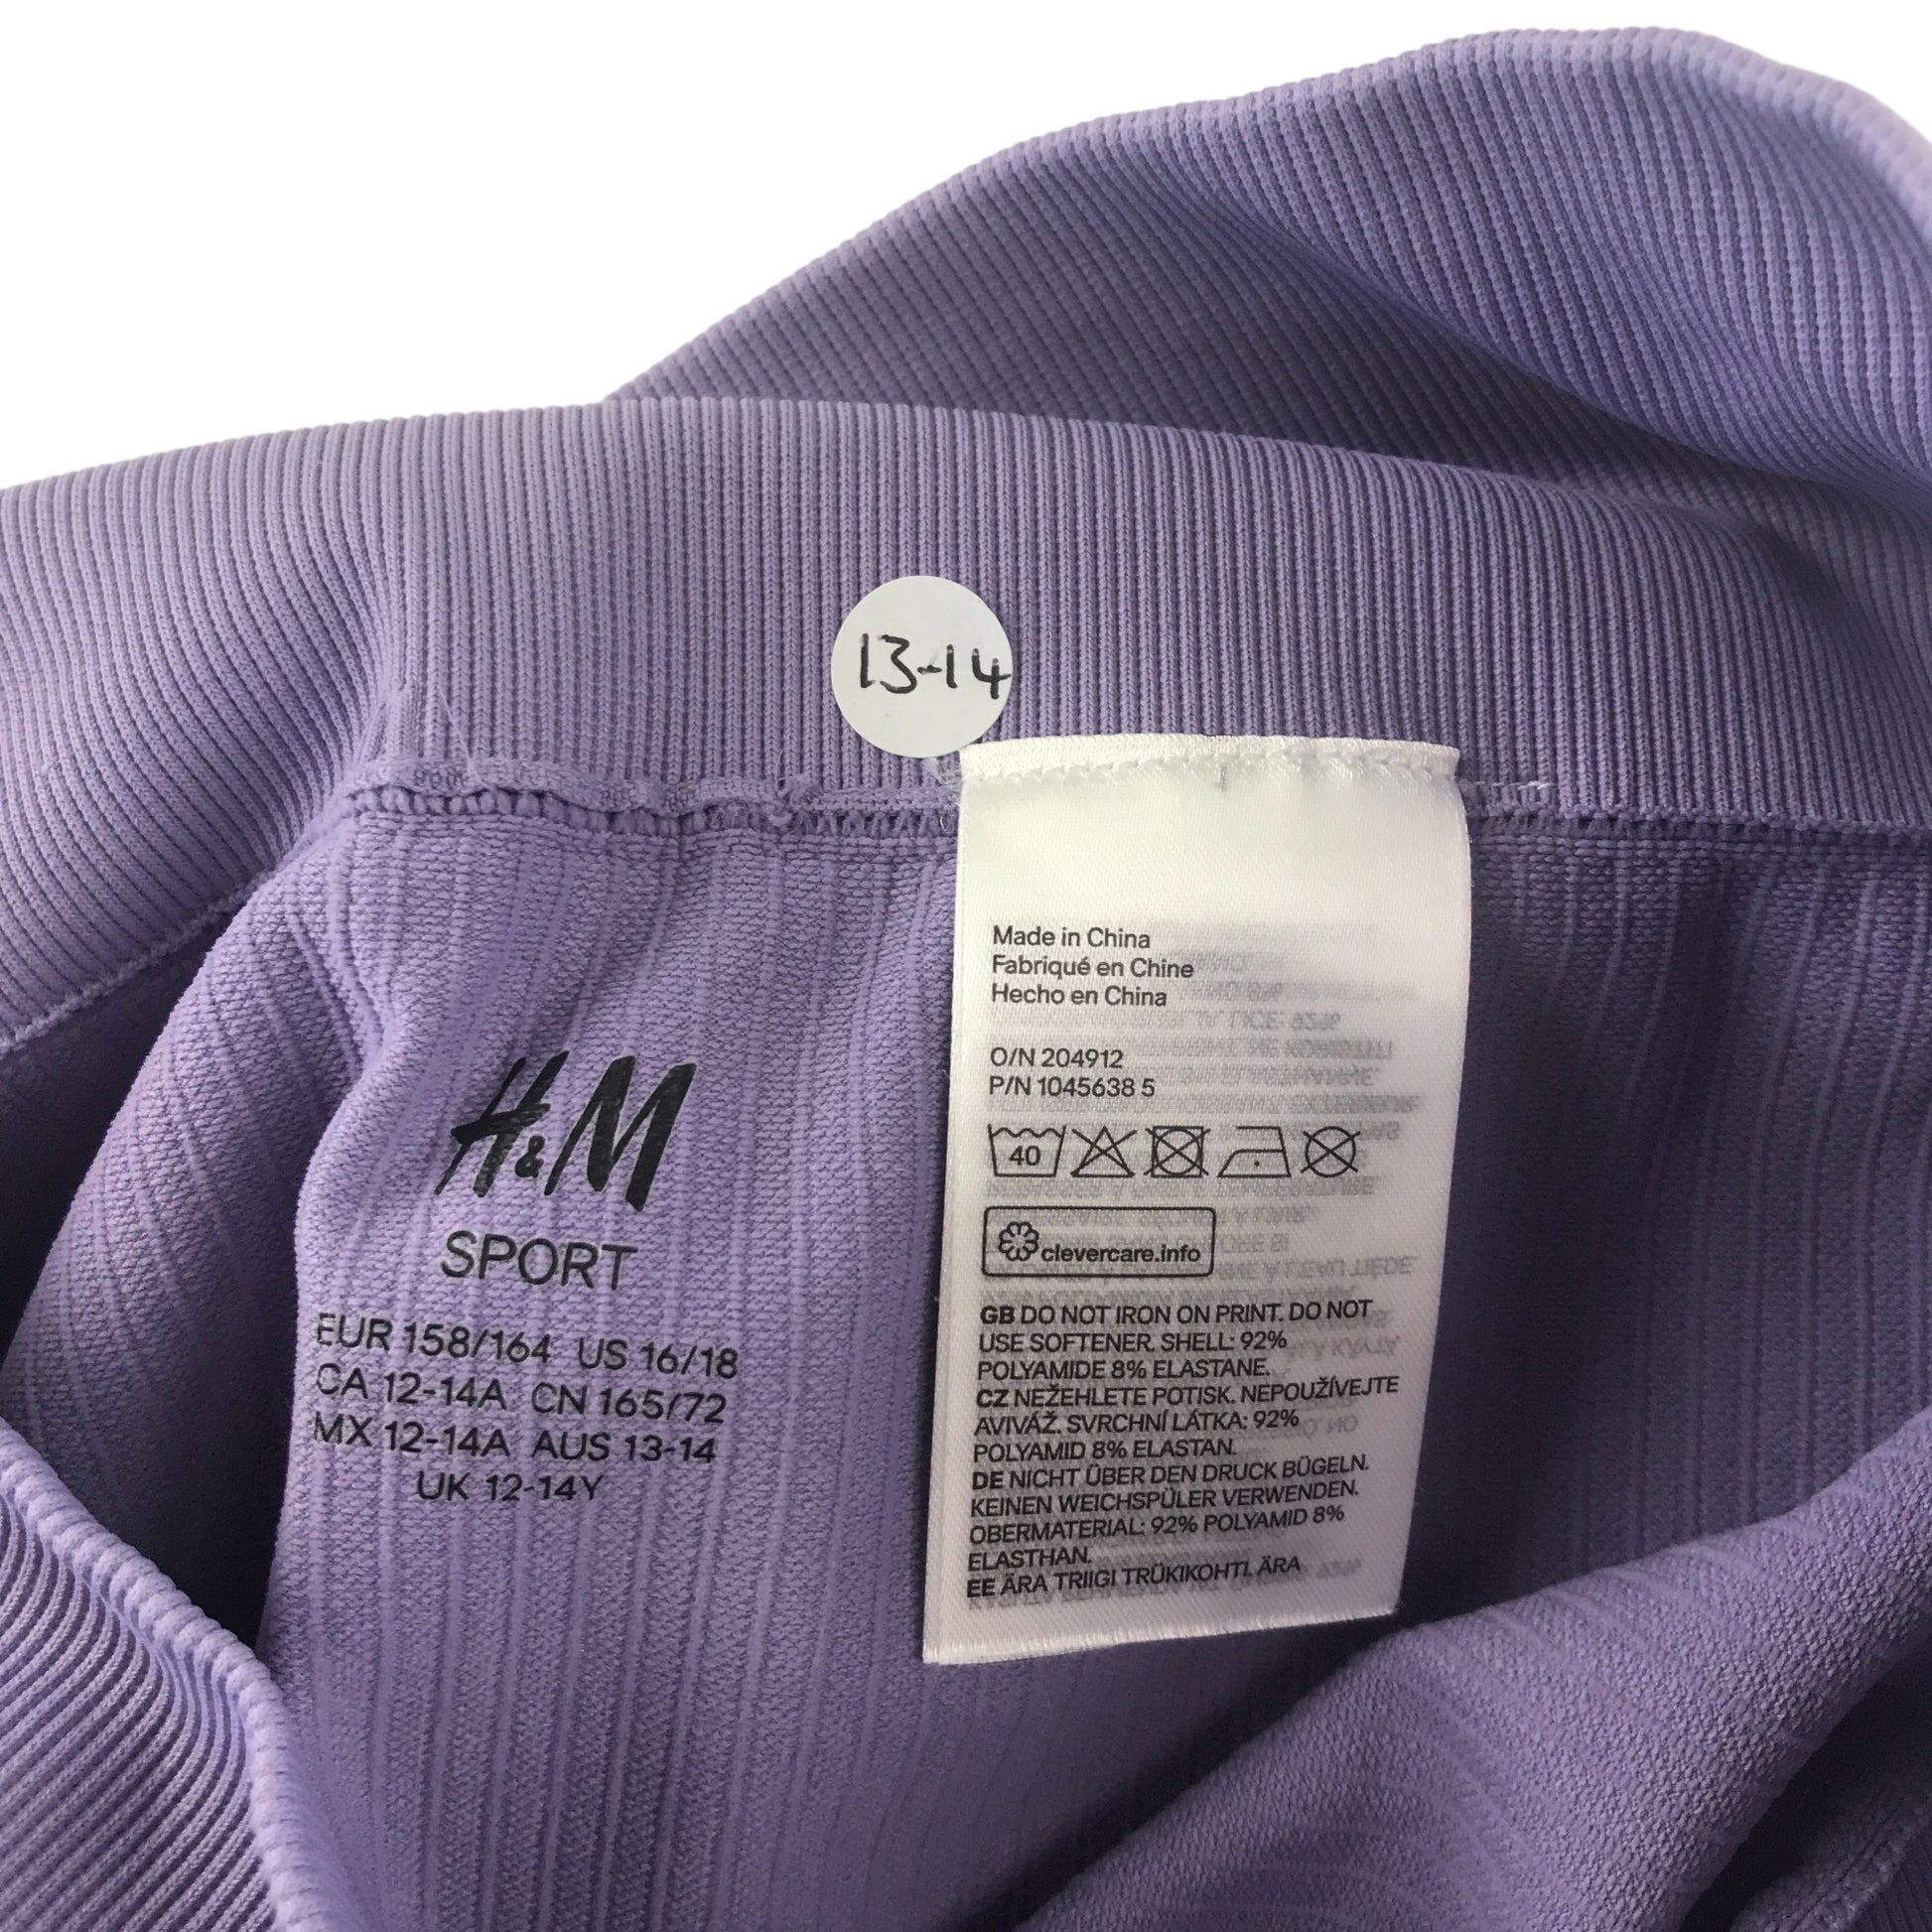 13-14
H&M
SPORT
EUR 158/164 US 16/18
CA 12-14A CN 165/72
MX 12-14A AUS 13-14
UK 12-14Y
Made in China
Fabriqué en Chine
Hecho en China
O/N 204912
P/N 1045638 5
40
clevercare.info
GB DO NOT IRON ON PRINT. DO NOT
USE SOFTENER. SHELL: 92%
POLYAMIDE 8% ELASTANE.
CZ NEŽEHLETE POTISK. NEPOUŽÍVEJTE
AVIVÁŽ. SVRCHNÍ LÁTKA: 92%
POLYAMID 8% ELASTAN.
DE NICHT ÜBER DEN DRUCK BÜGELN.
KEINEN WEICHSPÜLER VERWENDEN.
OBERMATERIAL: 92% POLYAMID 8%
ELASTHAN.
EE ÄRA TRIIGI TRÜKIKOHTI. ÄRA